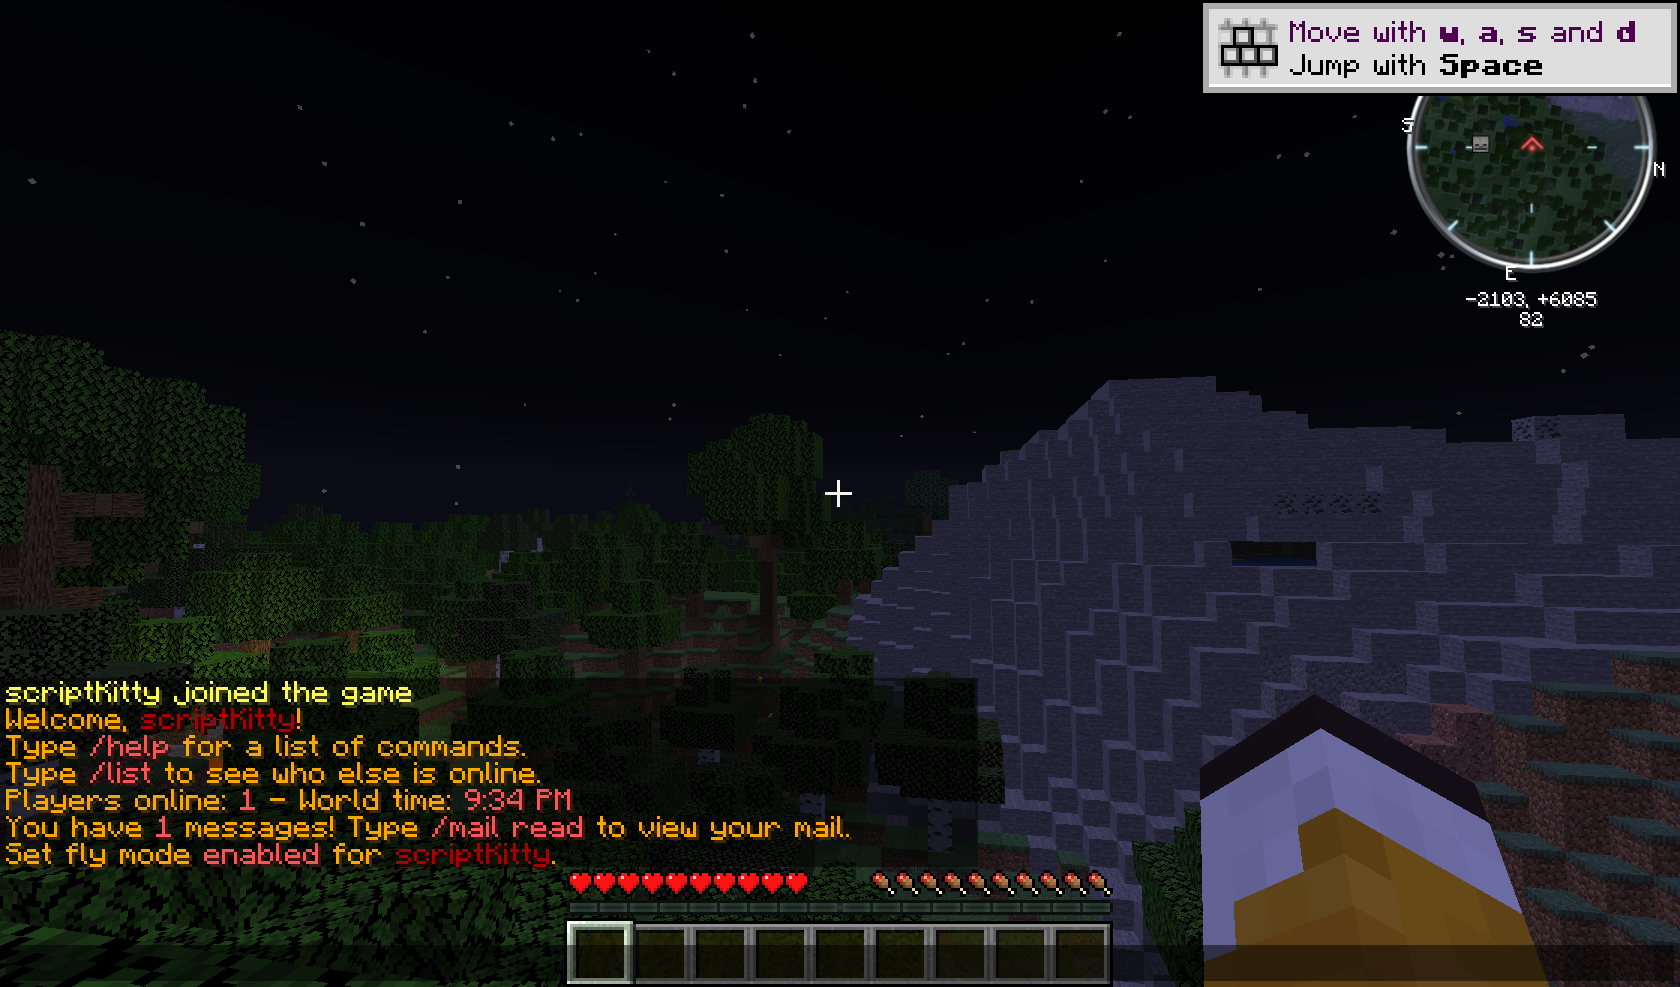 Move with w, a, s and d
Jump with Space
S
N
E
-2103, +6085
82
scriptKitty joined the game
Welcome, scriptKitty!
Type /help for a list of commands.
Type /list to see who else is online.
Players online: 1 - World time: 9:34 PM
You have 1 messages! Type /mail read to view your mail.
Set fly mode enabled for scriptKitty.